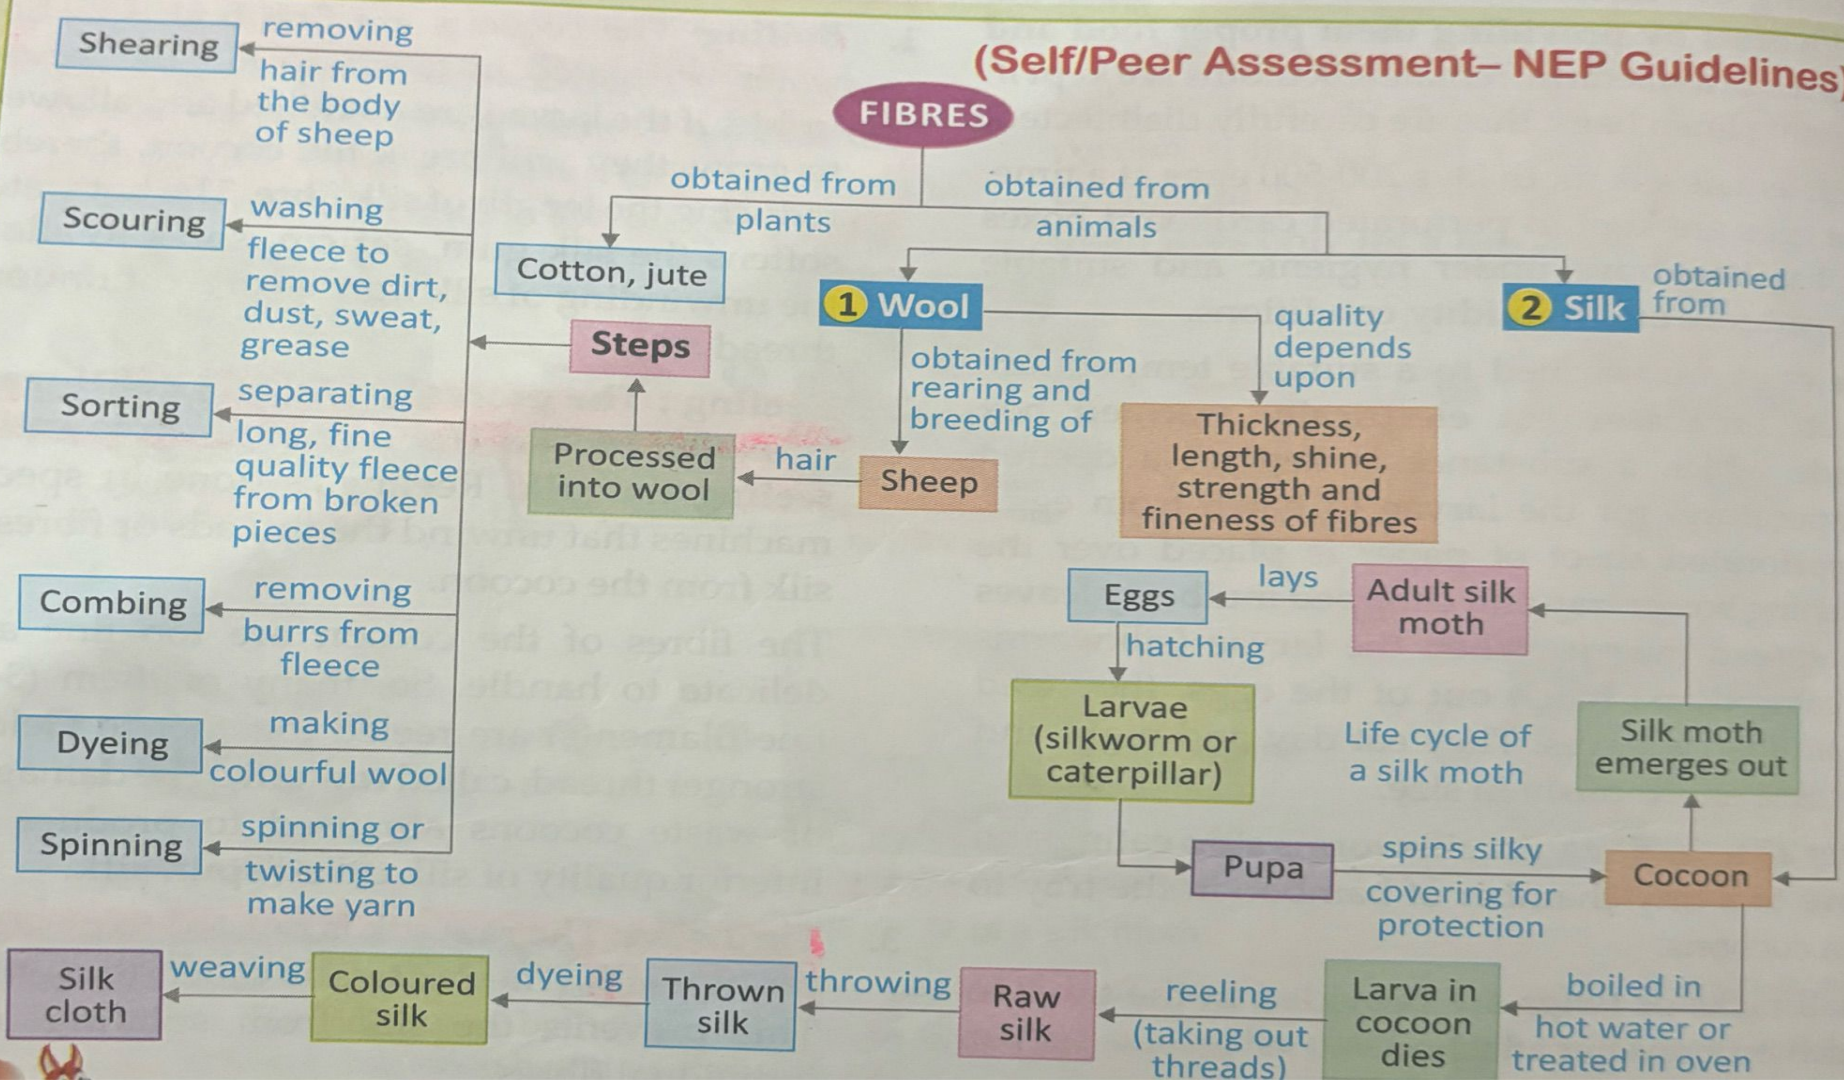 (Self/Peer Assessment– NEP Guidelines)
FIBRES
obtained from
plants
obtained from
animals
Cotton, jute
1 Wool
2 Silk
obtained
from
quality
depends
upon
Thickness,
length, shine,
strength and
fineness of fibres
obtained from
rearing and
breeding of
Sheep
hair
Processed
into wool
Steps
Shearing
removing
hair from
the body
of sheep
Scouring
washing
fleece to
remove dirt,
dust, sweat,
grease
Sorting
separating
long, fine
quality fleece
from broken
pieces
Combing
removing
burrs from
fleece
Dyeing
making
colourful wool
Spinning
spinning or
twisting to
make yarn
Adult silk
moth
lays
Eggs
hatching
Larvae
(silkworm or
caterpillar)
Life cycle of
a silk moth
Silk moth
emerges out
Pupa
spins silky
covering for
protection
Cocoon
boiled in
hot water or
treated in oven
Larva in
cocoon
dies
reeling
(taking out
threads)
Raw
silk
throwing
Thrown
silk
dyeing
Coloured
silk
weaving
Silk
cloth